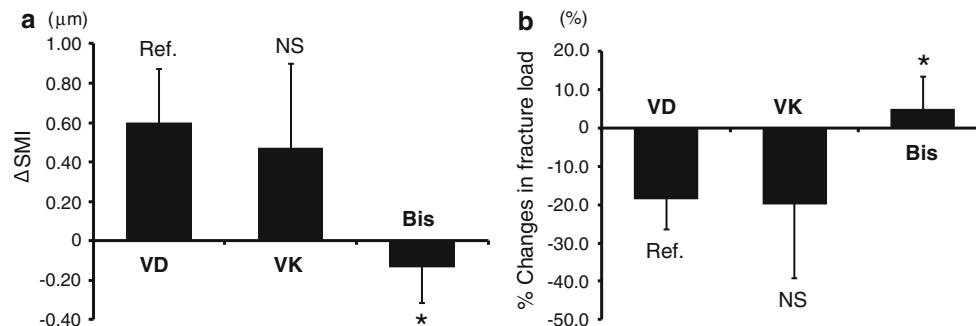 a (μm)
1.00
0.80
0.60
0.40
0.20
0
-0.20
-0.40
ΔSMI
Ref.
NS
Bis
VD
VK
*
b (%)
20.0
10.0
0
-10.0
-20.0
-30.0
-40.0
-50.0
% Changes in fracture load
*
VD
VK
Bis
Ref.
NS